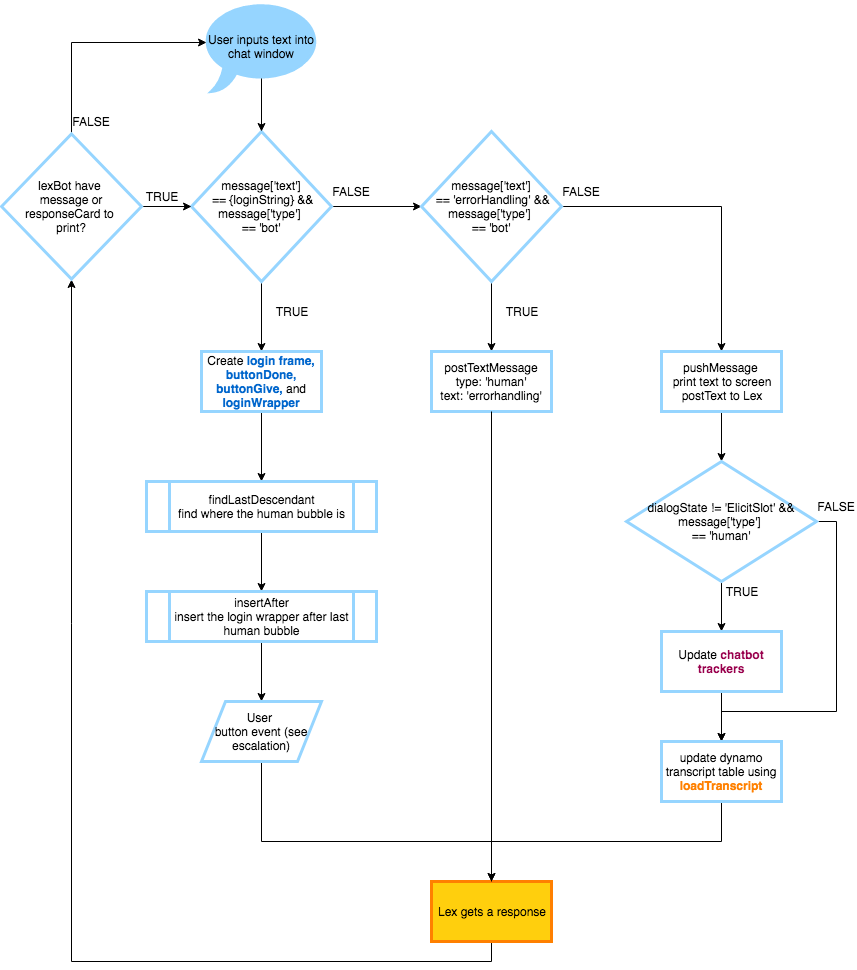 User inputs text into
chat window
FALSE
lexBot have
message or
responseCard to
print?
TRUE
message['text']
== {loginString} &&
message['type']
== 'bot'
FALSE
message['text']
== 'errorHandling' &&
message['type']
== 'bot'
FALSE
TRUE
TRUE
Create login frame,
buttonDone,
buttonGive, and
loginWrapper
postTextMessage
type: 'human'
text: 'errorhandling'
pushMessage
print text to screen
postText to Lex
findLastDescendant
find where the human bubble is
dialogState != 'ElicitSlot' &&
message['type']
== 'human'
FALSE
TRUE
insertAfter
insert the login wrapper after last
human bubble
Update chatbot
trackers
User
button event (see
escalation)
update dynamo
transcript table using
loadTranscript
Lex gets a response